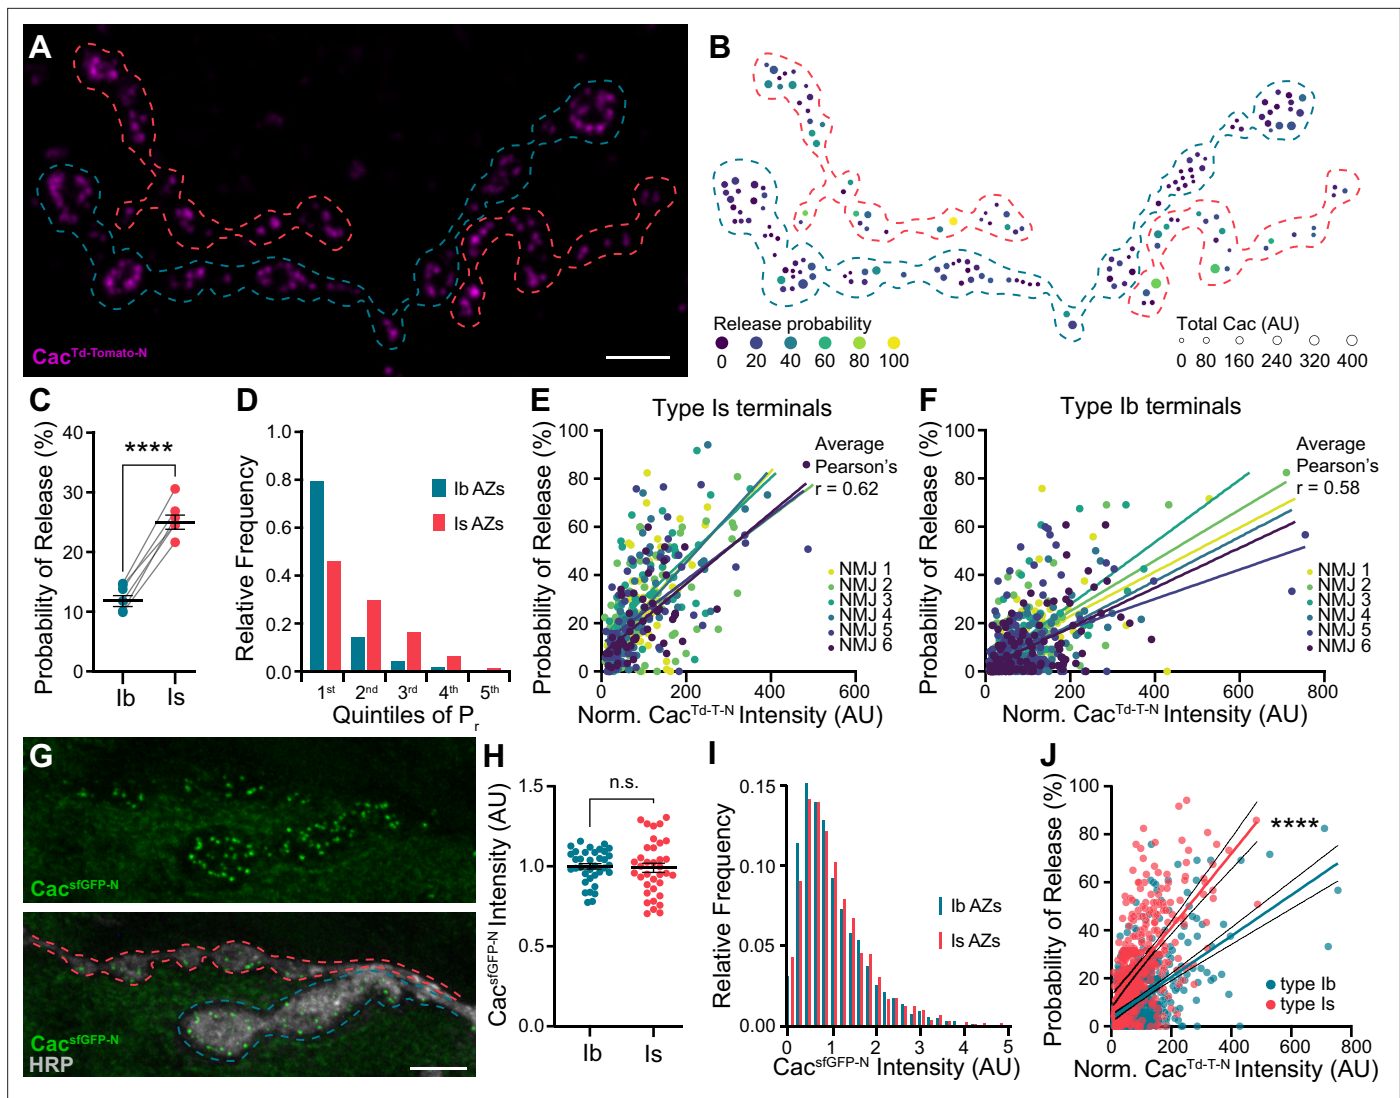 A
Cac^Td-Tomato-N
B
Release probability
0 20 40 60 80 100
Total Cac (AU)
0 80 160 240 320 400
C
Probability of Release (%)
40
30
20
10
0
****
Ib Is
D
Relative Frequency
1.0
0.8
0.6
0.4
0.2
0.0
Ib AZs
Is AZs
1st 2nd 3rd 4th 5th
Quintiles of Pr
E
Type Is terminals
Probability of Release (%)
100
80
60
40
20
0
Average
Pearson's
r = 0.62
NMJ 1
NMJ 2
NMJ 3
NMJ 4
NMJ 5
NMJ 6
0 200 400 600
Norm. Cac^Td-T-N Intensity (AU)
F
Type Ib terminals
Probability of Release (%)
100
80
60
40
20
0
Average
Pearson's
r = 0.58
NMJ 1
NMJ 2
NMJ 3
NMJ 4
NMJ 5
NMJ 6
0 200 400 600 800
Norm. Cac^Td-T-N Intensity (AU)
G
Cac^sfGFP-N
Cac^sfGFP-N
HRP
H
Cac^sfGFP-N Intensity (AU)
1.5
1.0
0.5
0.0
n.s.
Ib Is
I
Relative Frequency
0.15
0.10
0.05
0.00
Ib AZs
Is AZs
0 1 2 3 4 5
Cac^sfGFP-N Intensity (AU)
J
Probability of Release (%)
100
80
60
40
20
0
****
type Ib
type Is
0 200 400 600 800
Norm. Cac^Td-T-N Intensity (AU)